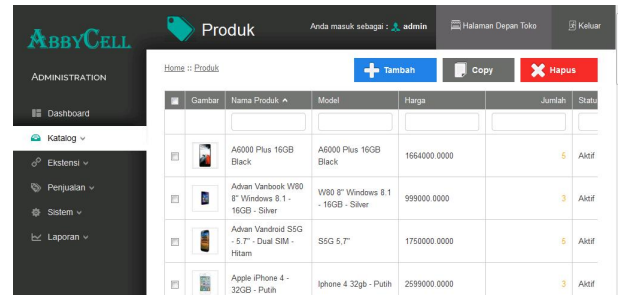 ABBYCELL
Produk
Anda masuk sebagai : admin
Halaman Depan Toko
Keluar
ADMINISTRATION
Dashboard
Katalog
Ekstensi
Penjualan
Sistem
Laporan
Home :: Produk
Tambah
Copy
Hapus
Gambar Nama Produk Model Harga Jumlah Statu
A6000 Plus 16GB A6000 Plus 16GB
Black Black 1664000.0000 6 Aktif
Advan Vanbook W80
8" Windows 8.1 - W80 8" Windows 8.1 999000.0000 3 Aktif
16GB - Silver - 16GB - Silver
Advan Vandroid S5G
- 5.7" - Dual SIM - S5G 5,7" 1750000.0000 5 Aktif
Hitam
Apple iPhone 4 -
32GB - Putih Iphone 4 32gb - Putih 2599000.0000 3 Aktif